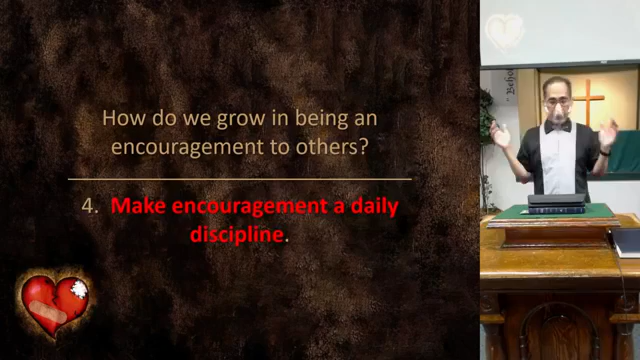 How do we grow in being an
encouragement to others?
4. Make encouragement a daily
discipline.